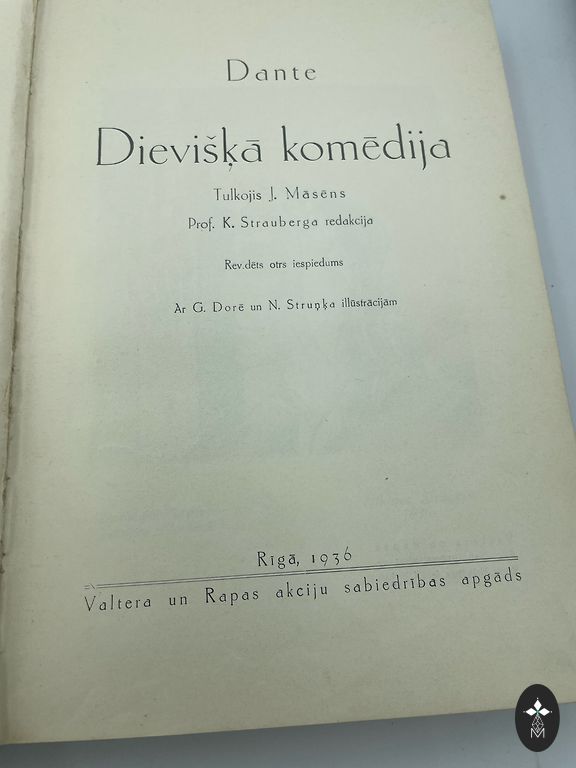 Dante
Dievišķā komēdija
Tulkojis J. Māsēns
Prof. K. Strauberga redakcija
Rev.dēts otrs iespiedums
Ar G. Dorē un N. Struņķa illūstrācijām
Rīgā, 1936
Valtera un Rapas akciju sabiedrības apgāds
M